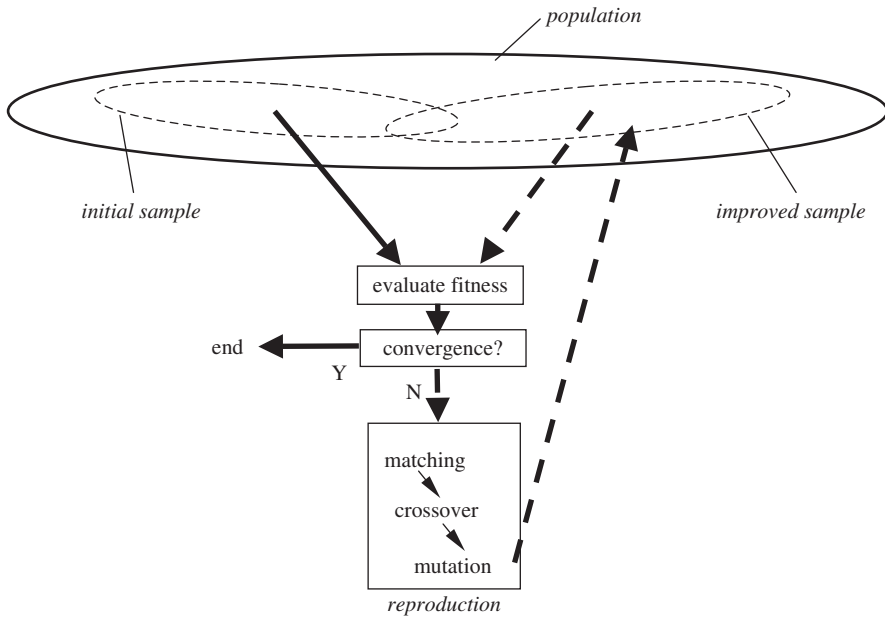 population
initial sample
improved sample
evaluate fitness
convergence?
end
Y
N
matching
crossover
mutation
reproduction